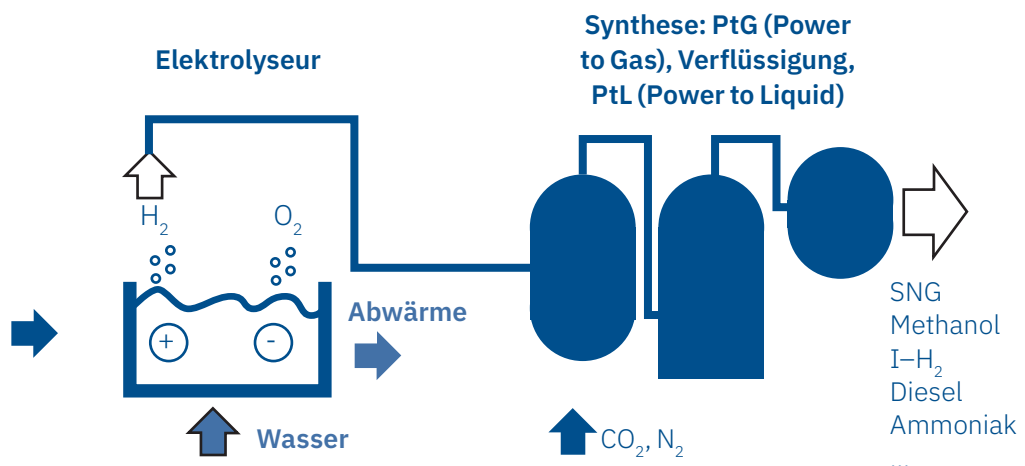 Elektrolyseur
Synthese: PtG (Power
to Gas), Verflüssigung,
PtL (Power to Liquid)
H₂
O₂
+
-
Abwärme
Wasser
CO₂, N₂
SNG
Methanol
I–H₂
Diesel
Ammoniak
...